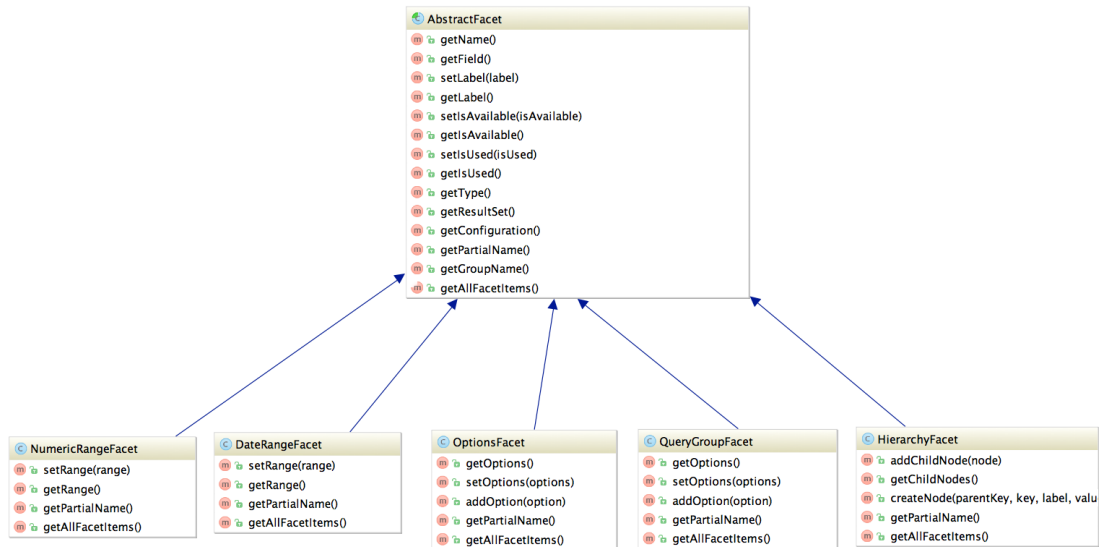 AbstractFacet
getName()
getField()
setLabel(label)
getLabel()
setIsAvailable(isAvailable)
getIsAvailable()
setIsUsed(isUsed)
getIsUsed()
getType()
getResultSet()
getConfiguration()
getPartialName()
getGroupName()
getAllFacetItems()
NumericRangeFacet
setRange(range)
getRange()
getPartialName()
getAllFacetItems()
DateRangeFacet
setRange(range)
getRange()
getPartialName()
getAllFacetItems()
OptionsFacet
getOptions()
setOptions(options)
addOption(option)
getPartialName()
getAllFacetItems()
QueryGroupFacet
getOptions()
setOptions(options)
addOption(option)
getPartialName()
getAllFacetItems()
HierarchyFacet
addChildNode(node)
getChildNodes()
createNode(parentKey, key, label, valu
getPartialName()
getAllFacetItems()